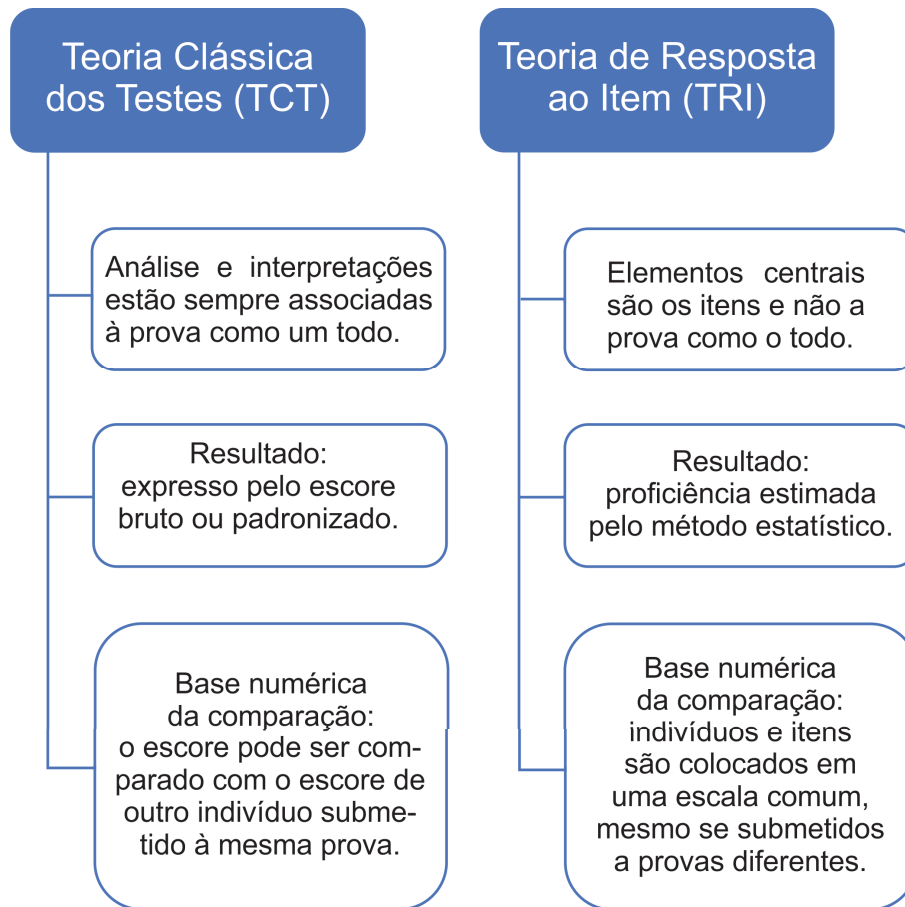 Teoria Clássica
dos Testes (TCT)
Análise e interpretações
estão sempre associadas
à prova como um todo.
Resultado:
expresso pelo escore
bruto ou padronizado.
Base numérica
da comparação:
o escore pode ser com-
parado com o escore de
outro indivíduo subme-
tido à mesma prova.
Teoria de Resposta
ao Item (TRI)
Elementos centrais
são os itens e não a
prova como o todo.
Resultado:
proficiência estimada
pelo método estatístico.
Base numérica
da comparação:
indivíduos e itens
são colocados em
uma escala comum,
mesmo se submetidos
a provas diferentes.